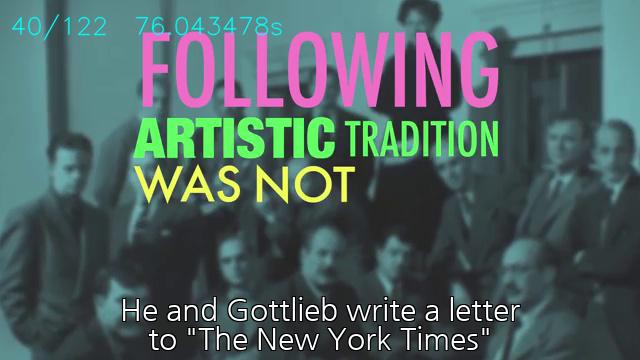 40/122 76.043478s
FOLLOWING
ARTISTIC TRADITION
WAS NOT
He and Gottlieb write a letter
to "The New York Times"